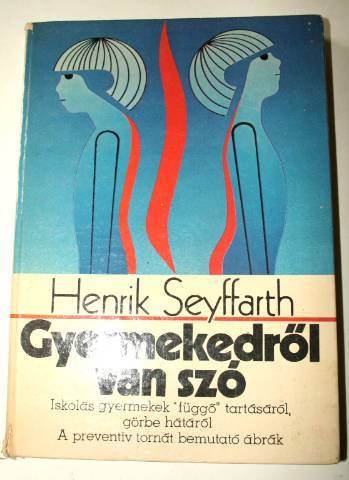 Henrik Seyffarth
Gyermekedről
van szó
Iskolás gyermekek "függő" tartásáról,
görbe hátáról
A preventív tornát bemutató ábrák